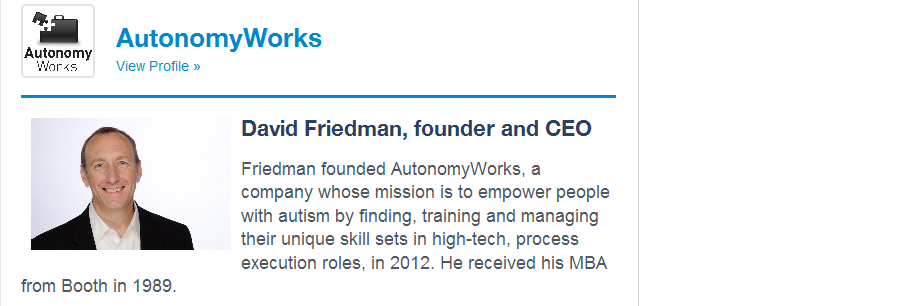 Autonomy
Works
AutonomyWorks
View Profile »
David Friedman, founder and CEO
Friedman founded AutonomyWorks, a
company whose mission is to empower people
with autism by finding, training and managing
their unique skill sets in high-tech, process
execution roles, in 2012. He received his MBA
from Booth in 1989.